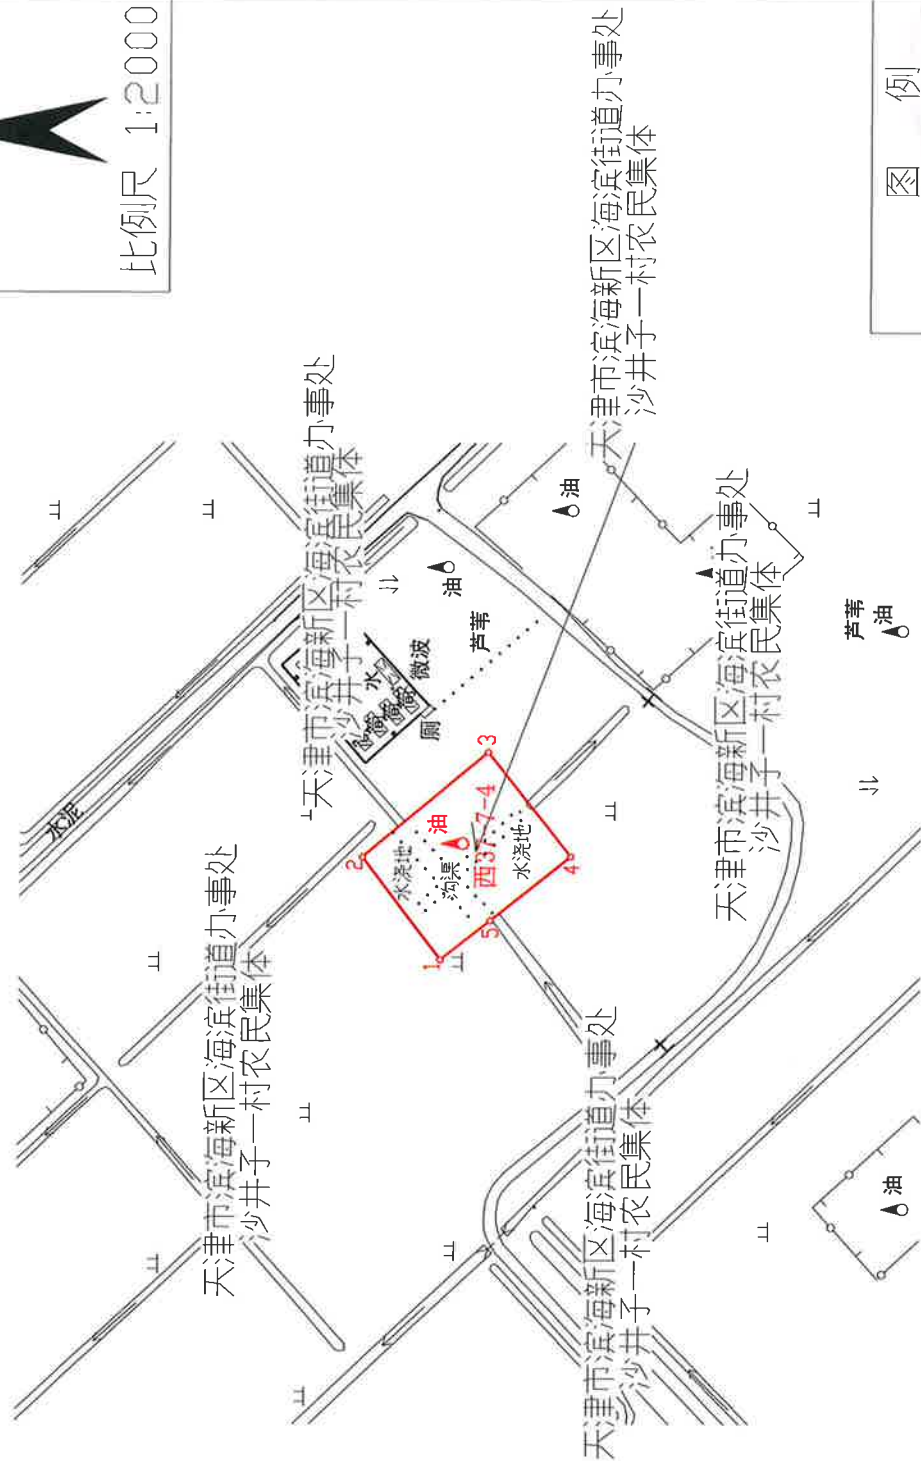 水泥
比例尺 1:2000
天津市滨海新区海滨街道办事处
沙井子一村农民集体
天津市滨海新区海滨街道办事处
沙井子一村农民集体
2
水
水浇地
微波
厕
1
油
沟渠
油
芦苇
西37-7-4
3
5
水浇地
油
4
天津市滨海新区海滨街道办事处
沙井子一村农民集体
天津市滨海新区海滨街道办事处
沙井子一村农民集体
天津市滨海新区海滨街道办事处
沙井子一村农民集体
芦苇
油
油
图 例